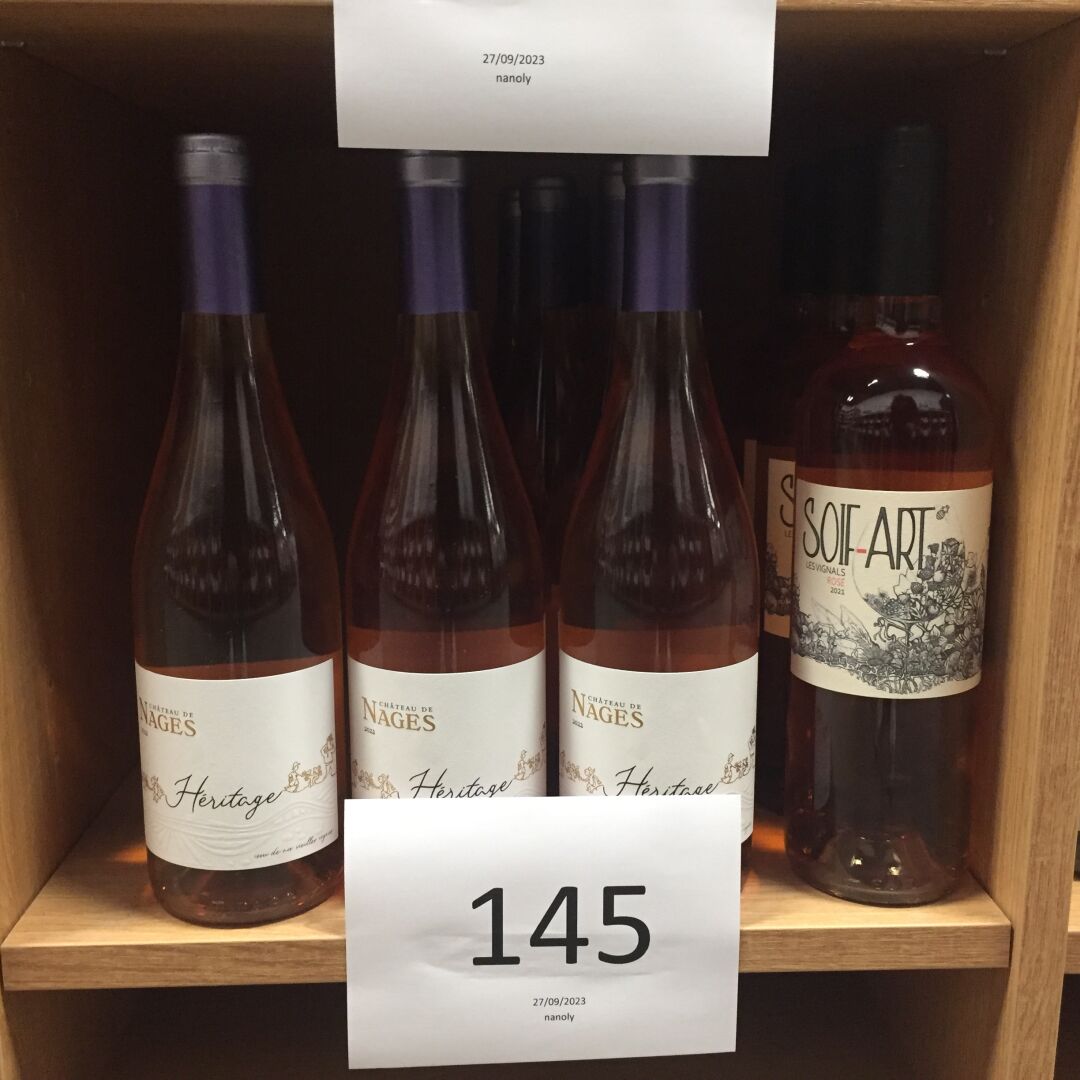 27/09/2023
nanoly
CHÂTEAU DE
NAGES
Héritage
CHÂTEAU DE
NAGES
2021
Héritage
CHÂTEAU DE
NAGES
2021
Héritage
S
LE
SOIF-ART
LES VIGNALS
ROSÉ
2021
145
27/09/2023
nanoly